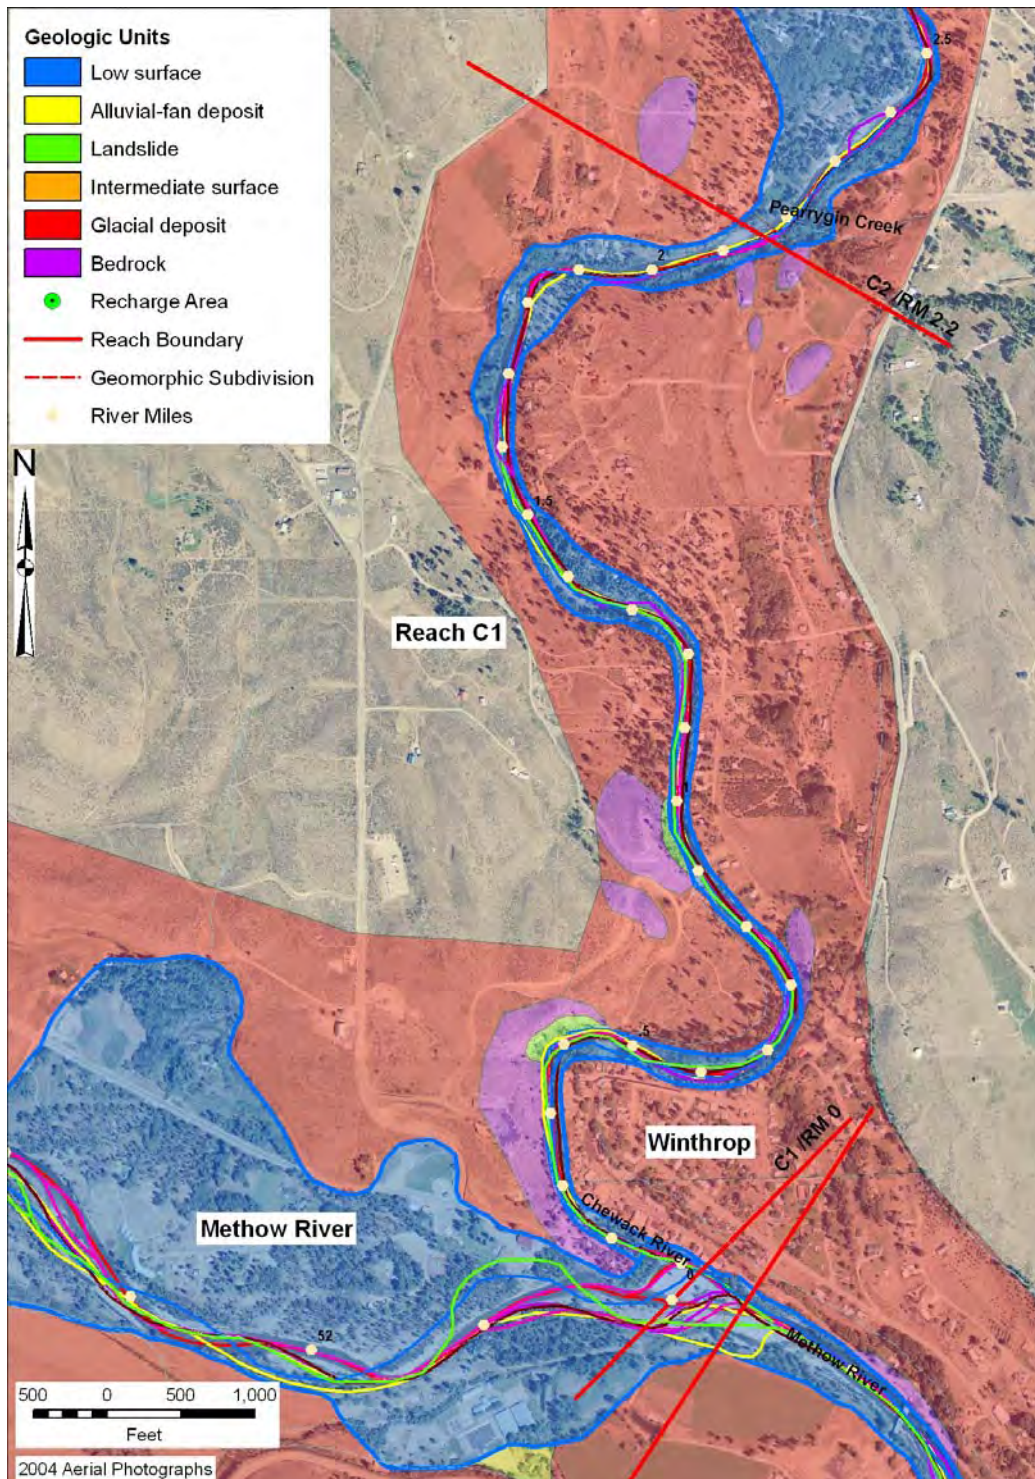 Geologic Units
Low surface
Alluvial-fan deposit
Landslide
Intermediate surface
Glacial deposit
Bedrock
Recharge Area
Reach Boundary
Geomorphic Subdivision
River Miles
N
2.5
Pearrygin Creek
2
C2 /RM 2.2
1.5
Reach C1
1
.5
Winthrop
C1 /RM 0
Methow River
Chewack River
0
52
Methow River
500 0 500 1,000
Feet
2004 Aerial Photographs